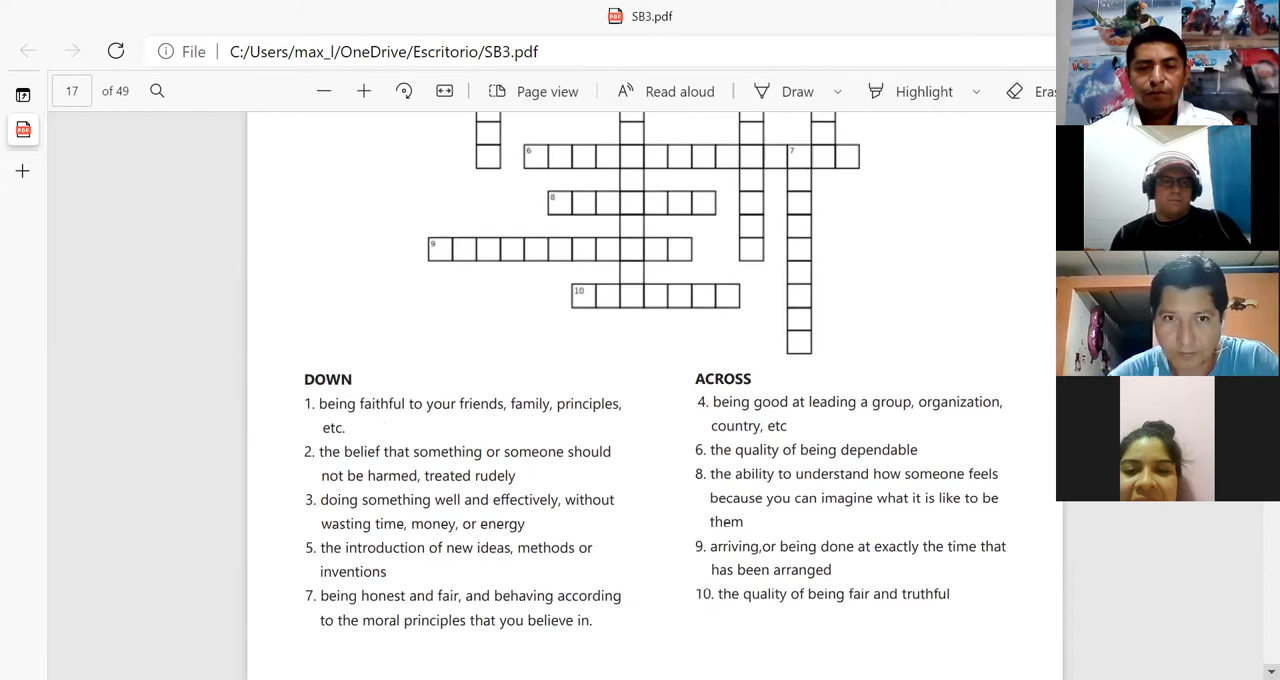 SB3.pdf
File C:/Users/max_l/OneDrive/Escritorio/SB3.pdf
17 of 49 Page view Read aloud Draw Highlight Eras
6 7
8
9
10
DOWN
1. being faithful to your friends, family, principles,
etc.
2. the belief that something or someone should
not be harmed, treated rudely
3. doing something well and effectively, without
wasting time, money, or energy
5. the introduction of new ideas, methods or
inventions
7. being honest and fair, and behaving according
to the moral principles that you believe in.
ACROSS
4. being good at leading a group, organization,
country, etc
6. the quality of being dependable
8. the ability to understand how someone feels
because you can imagine what it is like to be
them
9. arriving,or being done at exactly the time that
has been arranged
10. the quality of being fair and truthful